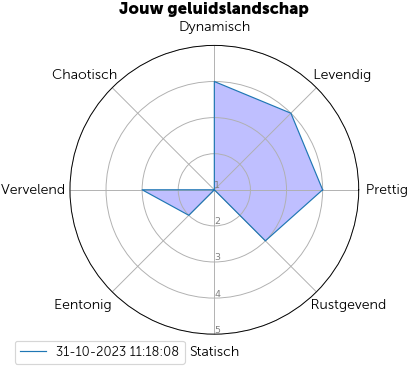 Jouw geluidslandschap
Dynamisch
Chaotisch
Levendig
Vervelend
1
Prettig
2
3
4
Eentonig
Rustgevend
5
31-10-2023 11:18:08
Statisch